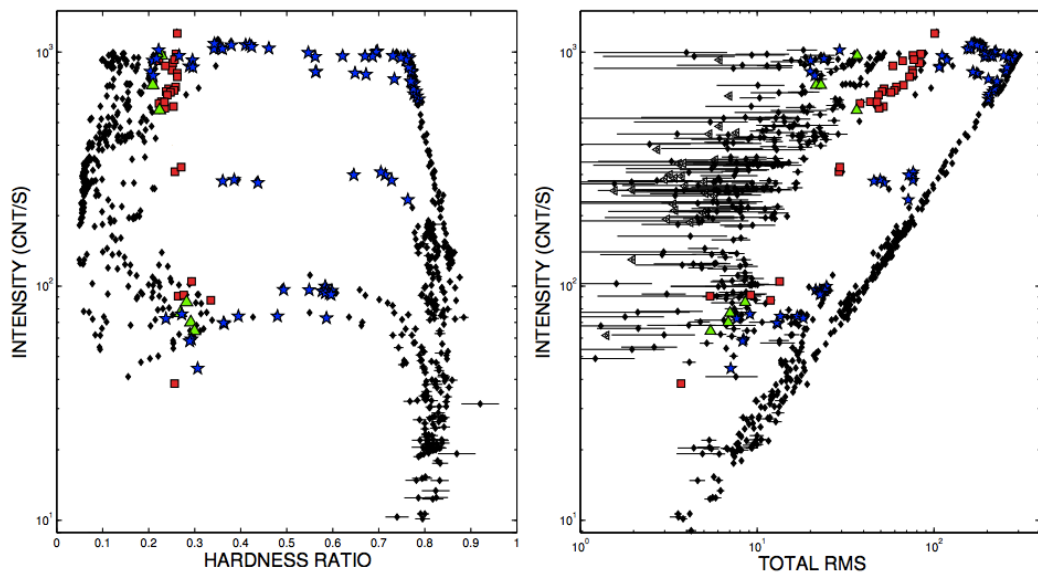 10³
10²
10¹
INTENSITY (CNT/S)
0 0.1 0.2 0.3 0.4 0.5 0.6 0.7 0.8 0.9 1
HARDNESS RATIO
10³
10²
10¹
INTENSITY (CNT/S)
10⁰ 10¹ 10²
TOTAL RMS